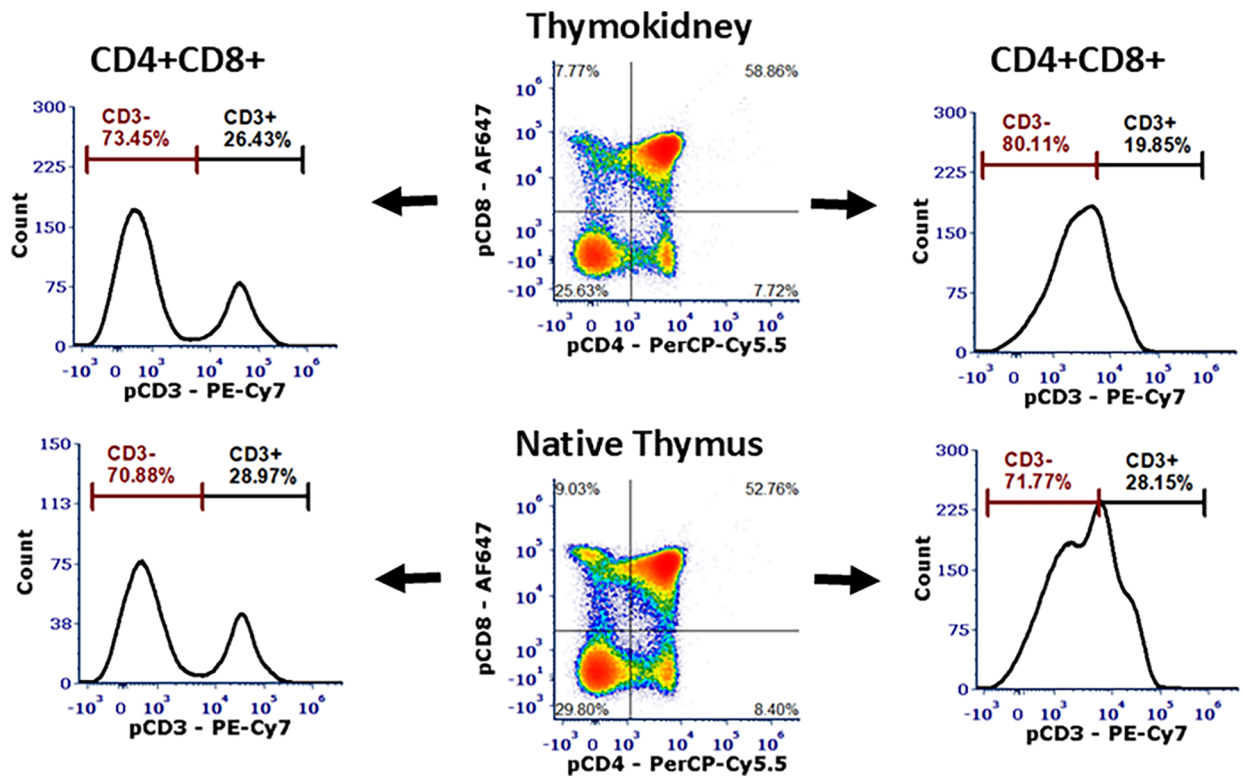 Thymokidney
CD4+CD8+
CD4+CD8+
300
225
150
75
0
Count
CD3-
73.45%
CD3+
26.43%
-10³ 0 10³ 10⁴ 10⁵ 10⁶
pCD3 - PE-Cy7
7.77%
58.86%
25.63%
7.72%
10⁶
10⁵
10⁴
10³
-10¹
-10³
pCD8 - AF647
-10³ 0 10³ 10⁴ 10⁵ 10⁶
pCD4 - PerCP-Cy5.5
300
225
150
75
0
Count
CD3-
80.11%
CD3+
19.85%
-10³ 0 10³ 10⁴ 10⁵ 10⁶
pCD3 - PE-Cy7
Native Thymus
150
113
75
38
0
Count
CD3-
70.88%
CD3+
28.97%
-10³ 0 10³ 10⁴ 10⁵ 10⁶
pCD3 - PE-Cy7
9.03%
52.76%
29.80%
8.40%
10⁶
10⁵
10⁴
10³
-10¹
-10³
pCD8 - AF647
-10³ 0 10³ 10⁴ 10⁵ 10⁶
pCD4 - PerCP-Cy5.5
300
225
150
75
0
Count
CD3-
71.77%
CD3+
28.15%
-10³ 0 10³ 10⁴ 10⁵ 10⁶
pCD3 - PE-Cy7